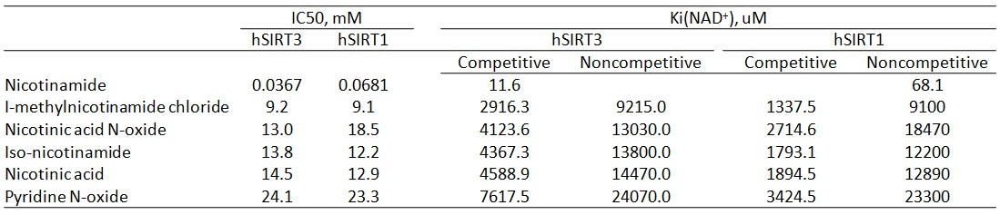 IC50, mM Ki(NAD+), uM
hSIRT3 hSIRT1 hSIRT3 hSIRT1
Competitive Noncompetitive Competitive Noncompetitive
Nicotinamide 0.0367 0.0681 11.6 68.1
I-methylnicotinamide chloride 9.2 9.1 2916.3 9215.0 1337.5 9100
Nicotinic acid N-oxide 13.0 18.5 4123.6 13030.0 2714.6 18470
Iso-nicotinamide 13.8 12.2 4367.3 13800.0 1793.1 12200
Nicotinic acid 14.5 12.9 4588.9 14470.0 1894.5 12890
Pyridine N-oxide 24.1 23.3 7617.5 24070.0 3424.5 23300